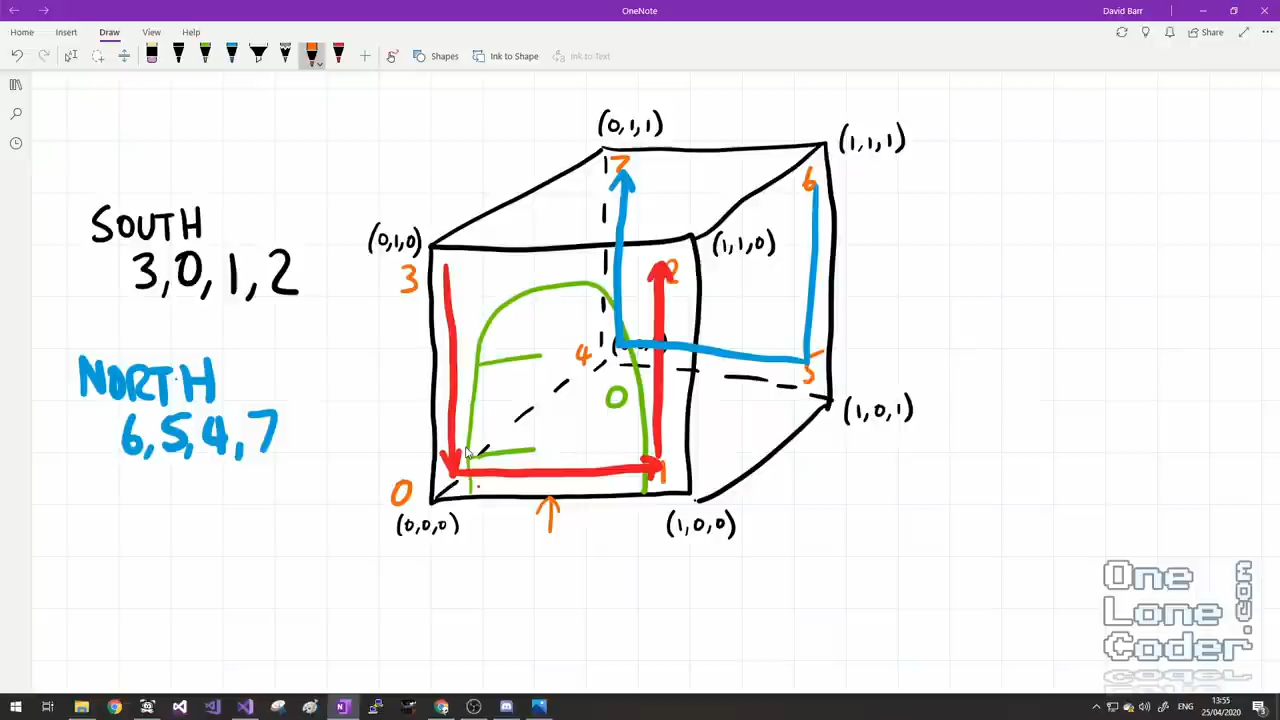 OneNote
David Barr
Home Insert Draw View Help
Share
Shapes
Ink to Shape
Ink to Text
(0,1,1)
(1,1,1)
7
6
SOUTH
3,0,1,2
(0,1,0)
(1,1,0)
3
2
4
5
NORTH
6,5,4,7
0
(1,0,1)
1
0
(0,0,0)
(1,0,0)
One
Lone
Coder
.com
13:55
ENG
25/04/2020